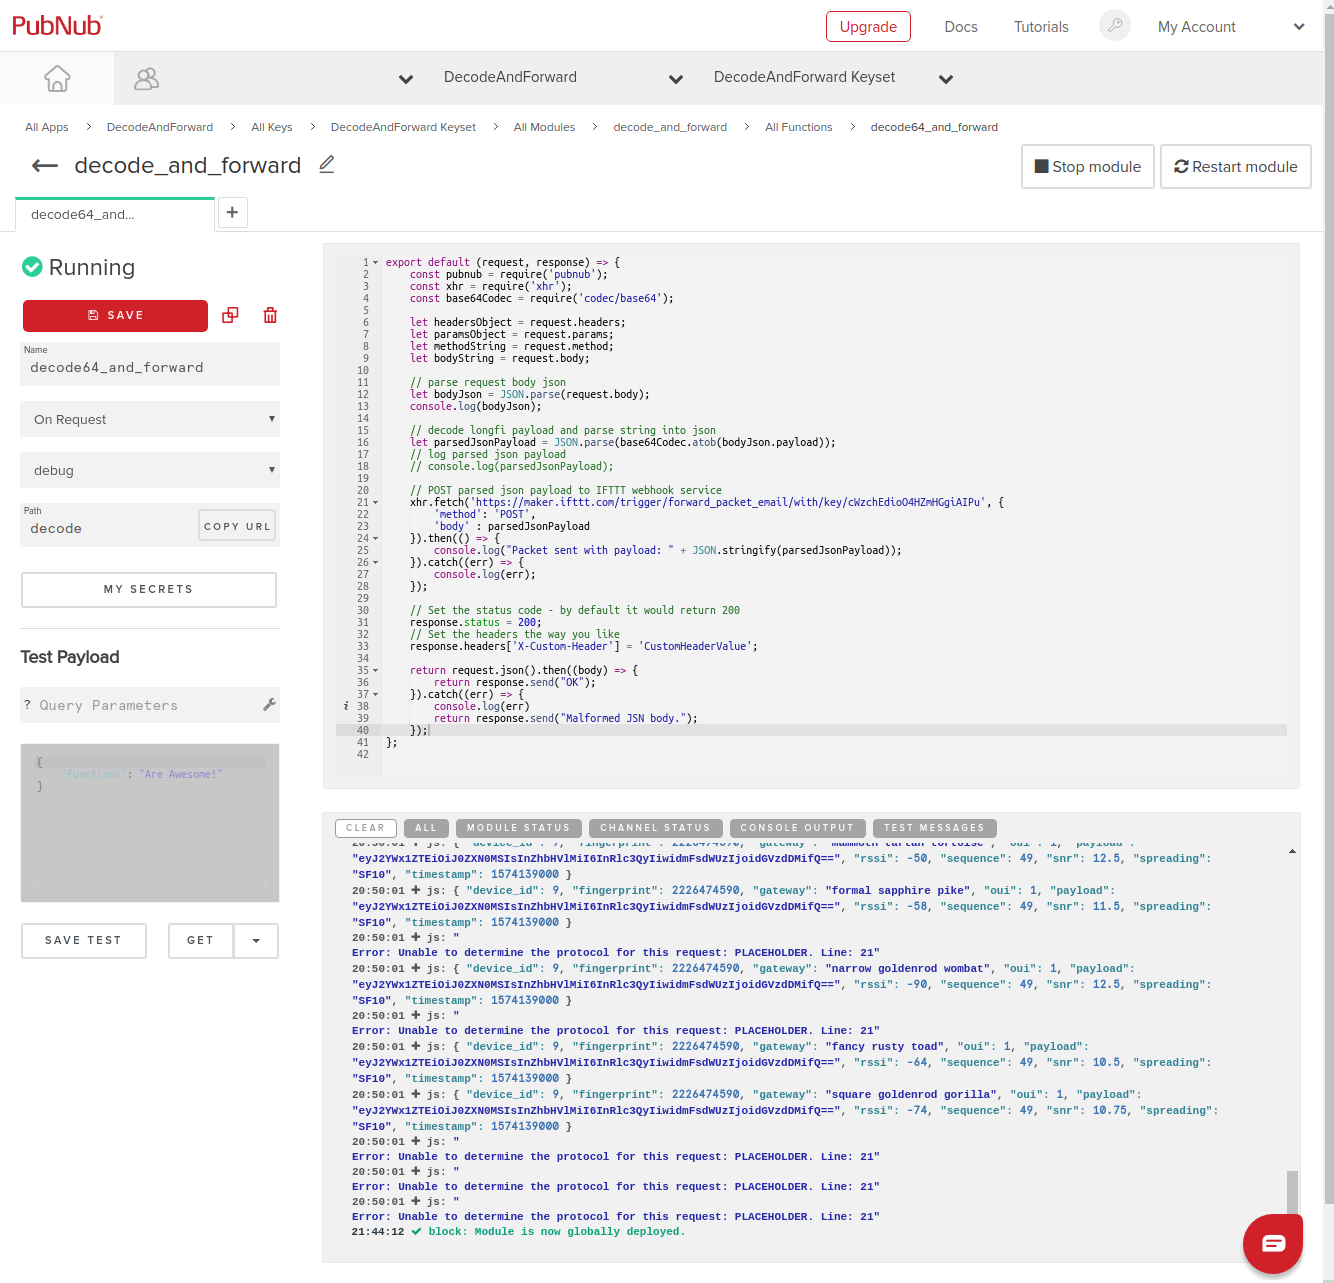 PubNub
Upgrade Docs Tutorials My Account
DecodeAndForward DecodeAndForward Keyset
All Apps > DecodeAndForward > All Keys > DecodeAndForward Keyset > All Modules > decode_and_forward > All Functions > decode64_and_forward
decode_and_forward
Stop module Restart module
decode64_and... +
Running
SAVE
Name
decode64_and_forward
On Request
debug
Path
decode
COPY URL
MY SECRETS
Test Payload
? Query Parameters
{
"Functions": "Are Awesome!"
}
SAVE TEST GET
1 export default (request, response) => {
2 const pubnub = require('pubnub');
3 const xhr = require('xhr');
4 const base64Codec = require('codec/base64');
5
6 let headersObject = request.headers;
7 let paramsObject = request.params;
8 let methodString = request.method;
9 let bodyString = request.body;
10
11 // parse request body json
12 let bodyJson = JSON.parse(request.body);
13 console.log(bodyJson);
14
15 // decode longfi payload and parse string into json
16 let parsedJsonPayload = JSON.parse(base64Codec.atob(bodyJson.payload));
17 // log parsed json payload
18 // console.log(parsedJsonPayload);
19
20 // POST parsed json payload to IFTTT webhook service
21 xhr.fetch('https://maker.ifttt.com/trigger/forward_packet_email/with/key/cWzchEdioO4HZmHGgiAIPu', {
22 'method': 'POST',
23 'body' : parsedJsonPayload
24 }).then(() => {
25 console.log("Packet sent with payload: " + JSON.stringify(parsedJsonPayload));
26 }).catch((err) => {
27 console.log(err);
28 });
29
30 // Set the status code - by default it would return 200
31 response.status = 200;
32 // Set the headers the way you like
33 response.headers['X-Custom-Header'] = 'CustomHeaderValue';
34
35 return request.json().then((body) => {
36 return response.send("OK");
37 }).catch((err) => {
i 38 console.log(err)
39 return response.send("Malformed JSN body.");
40 });
41 };
42
CLEAR ALL MODULE STATUS CHANNEL STATUS CONSOLE OUTPUT TEST MESSAGES
20:50:01 + js: { "device_id": 9, "fingerprint": 2226474590, "gateway": "mammoth tartan tortoise", "oui": 1, "payload":
"eyJ2YWx1ZTEiOiJ0ZXN0MSIsInZhbHVlMiI6InRlc3QyIiwidmFsdWUzIjoidGVzdDMifQ==", "rssi": -50, "sequence": 49, "snr": 12.5, "spreading":
"SF10", "timestamp": 1574139000 }
20:50:01 + js: { "device_id": 9, "fingerprint": 2226474590, "gateway": "formal sapphire pike", "oui": 1, "payload":
"eyJ2YWx1ZTEiOiJ0ZXN0MSIsInZhbHVlMiI6InRlc3QyIiwidmFsdWUzIjoidGVzdDMifQ==", "rssi": -58, "sequence": 49, "snr": 11.5, "spreading":
"SF10", "timestamp": 1574139000 }
20:50:01 + js: "
Error: Unable to determine the protocol for this request: PLACEHOLDER. Line: 21"
20:50:01 + js: { "device_id": 9, "fingerprint": 2226474590, "gateway": "narrow goldenrod wombat", "oui": 1, "payload":
"eyJ2YWx1ZTEiOiJ0ZXN0MSIsInZhbHVlMiI6InRlc3QyIiwidmFsdWUzIjoidGVzdDMifQ==", "rssi": -90, "sequence": 49, "snr": 12.5, "spreading":
"SF10", "timestamp": 1574139000 }
20:50:01 + js: "
Error: Unable to determine the protocol for this request: PLACEHOLDER. Line: 21"
20:50:01 + js: { "device_id": 9, "fingerprint": 2226474590, "gateway": "fancy rusty toad", "oui": 1, "payload":
"eyJ2YWx1ZTEiOiJ0ZXN0MSIsInZhbHVlMiI6InRlc3QyIiwidmFsdWUzIjoidGVzdDMifQ==", "rssi": -64, "sequence": 49, "snr": 10.5, "spreading":
"SF10", "timestamp": 1574139000 }
20:50:01 + js: { "device_id": 9, "fingerprint": 2226474590, "gateway": "square goldenrod gorilla", "oui": 1, "payload":
"eyJ2YWx1ZTEiOiJ0ZXN0MSIsInZhbHVlMiI6InRlc3QyIiwidmFsdWUzIjoidGVzdDMifQ==", "rssi": -74, "sequence": 49, "snr": 10.75, "spreading":
"SF10", "timestamp": 1574139000 }
20:50:01 + js: "
Error: Unable to determine the protocol for this request: PLACEHOLDER. Line: 21"
20:50:01 + js: "
Error: Unable to determine the protocol for this request: PLACEHOLDER. Line: 21"
20:50:01 + js: "
Error: Unable to determine the protocol for this request: PLACEHOLDER. Line: 21"
21:44:12 ✔ block: Module is now globally deployed.